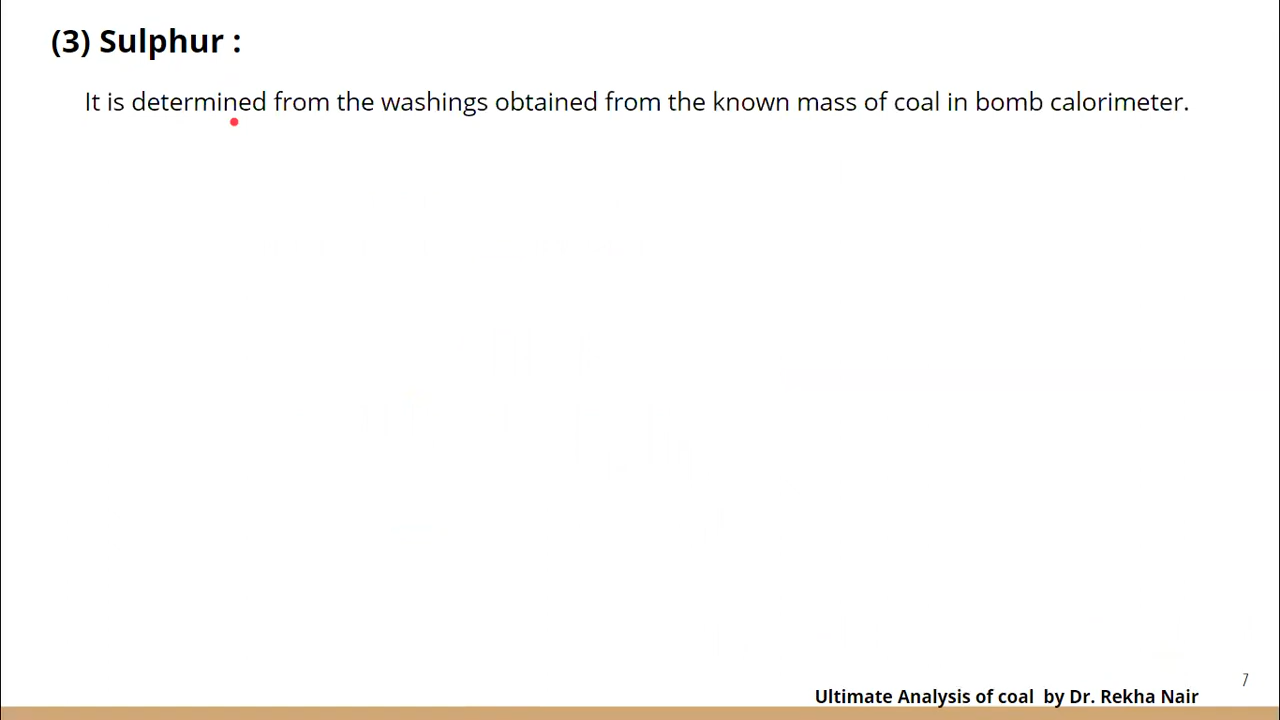 (3) Sulphur :
It is determined from the washings obtained from the known mass of coal in bomb calorimeter.
7
Ultimate Analysis of coal by Dr. Rekha Nair